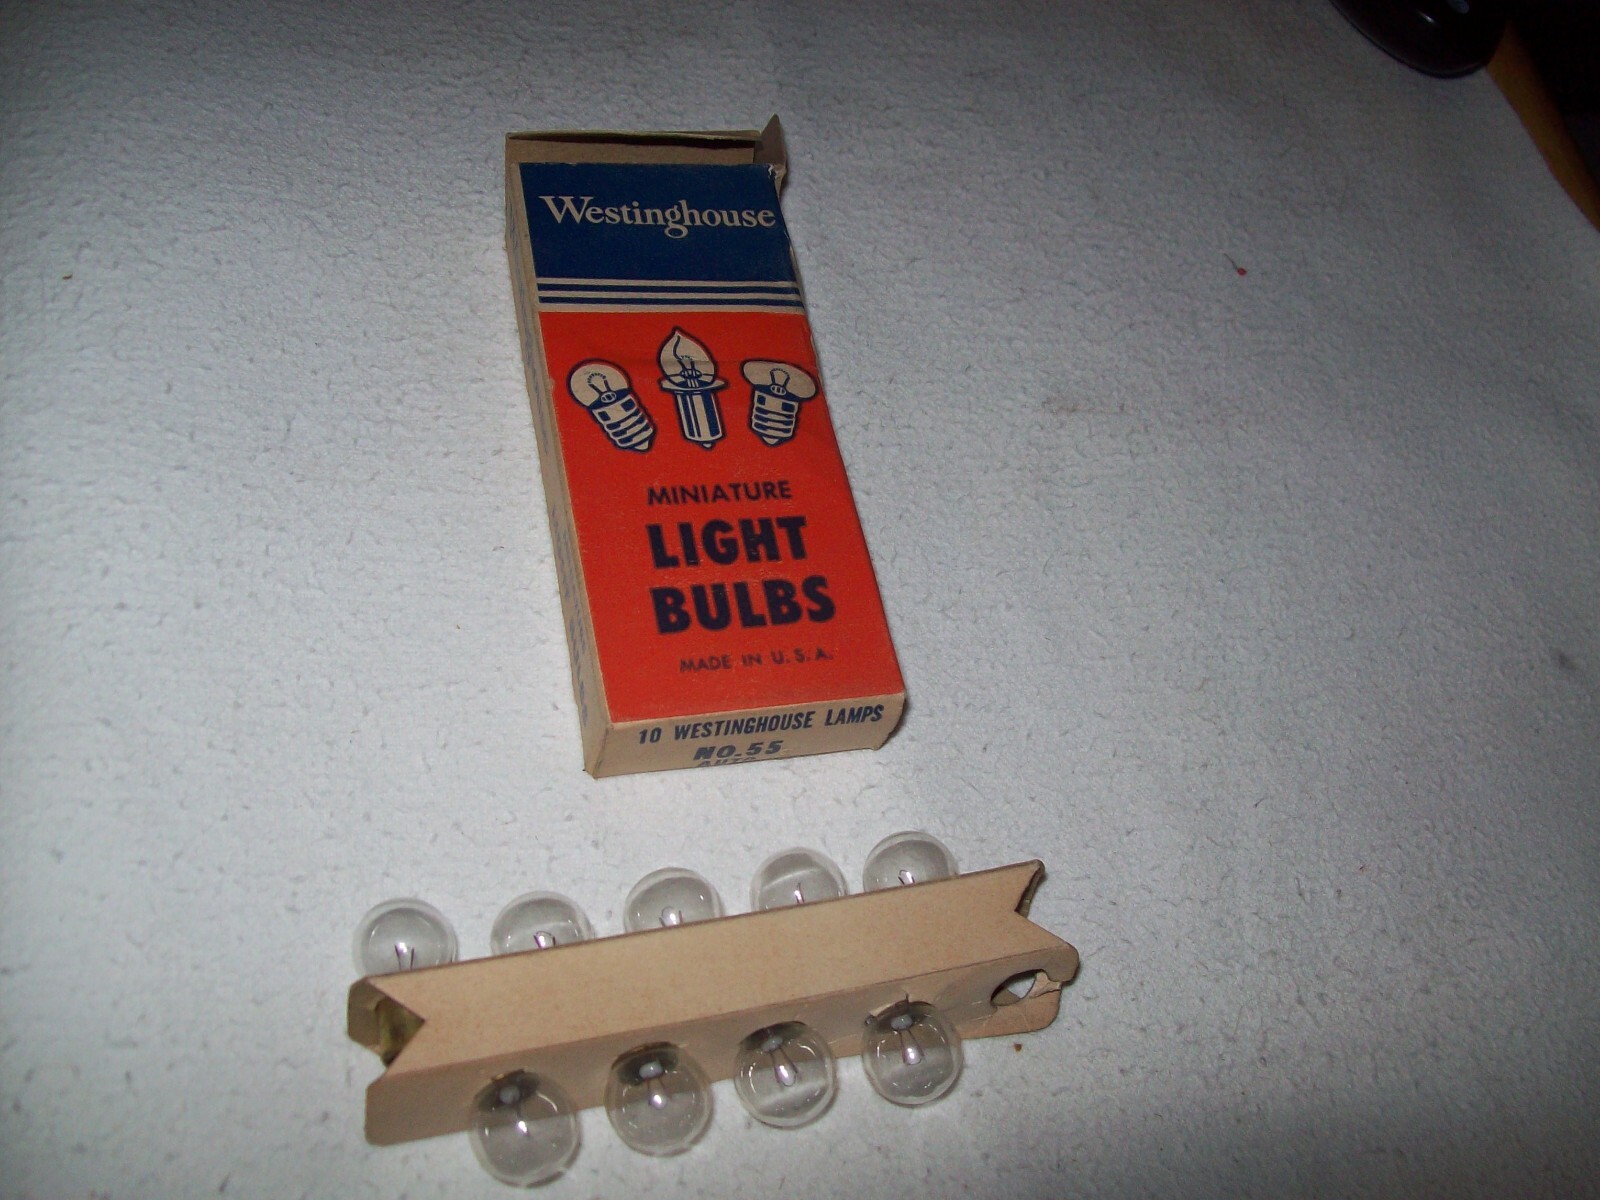 Westinghouse
MINIATURE
LIGHT
BULBS
MADE IN U.S.A.
10 WESTINGHOUSE LAMPS
NO.55